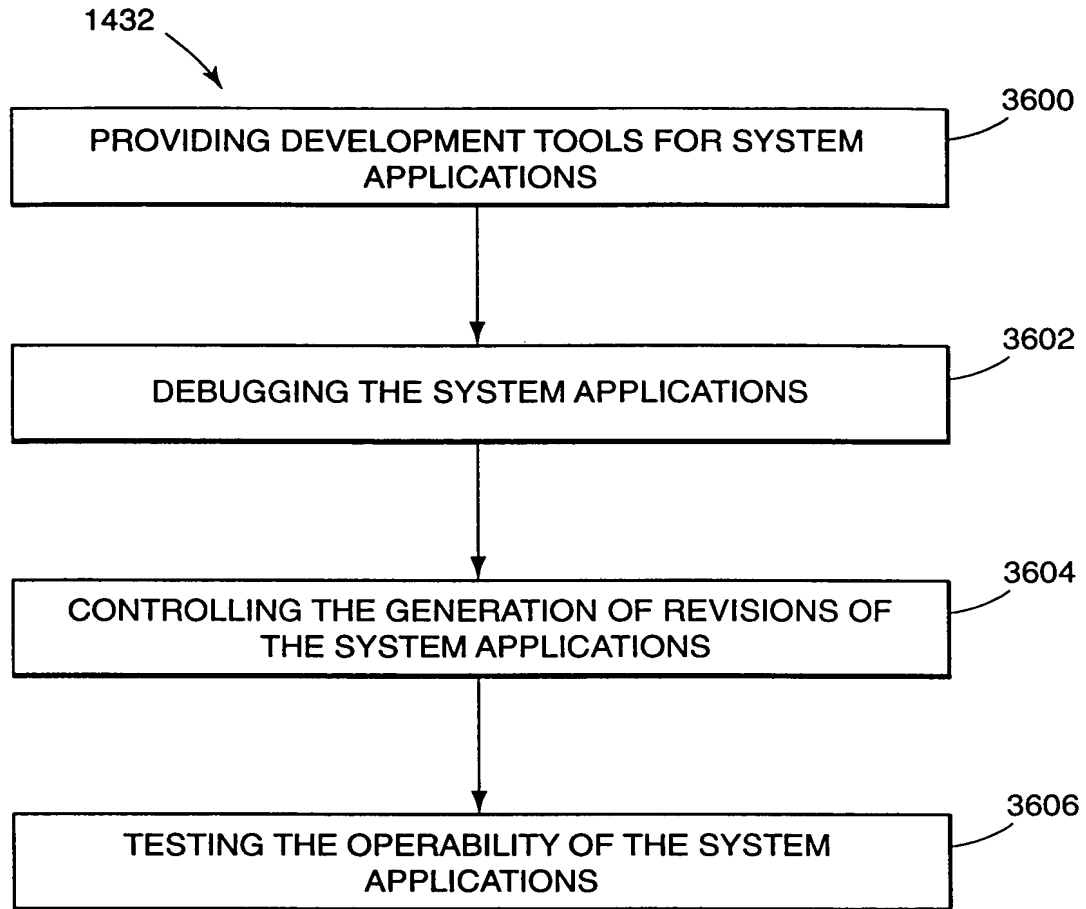 1432
3600
PROVIDING DEVELOPMENT TOOLS FOR SYSTEM
APPLICATIONS
3602
DEBUGGING THE SYSTEM APPLICATIONS
3604
CONTROLLING THE GENERATION OF REVISIONS OF
THE SYSTEM APPLICATIONS
3606
TESTING THE OPERABILITY OF THE SYSTEM
APPLICATIONS